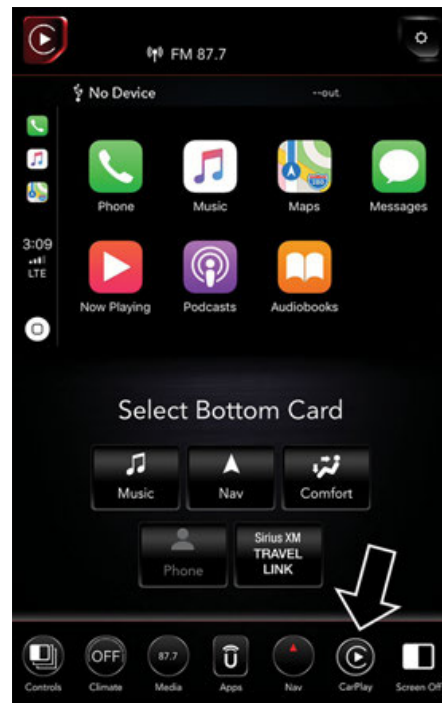 FM 87.7
No Device --out
Phone Music Maps Messages
280
3:09
LTE
Now Playing Podcasts Audiobooks
Select Bottom Card
Music Nav Comfort
Phone
Sirius XM
TRAVEL
LINK
OFF 87.7
Controls Climate Media Apps Nav CarPlay Screen Off